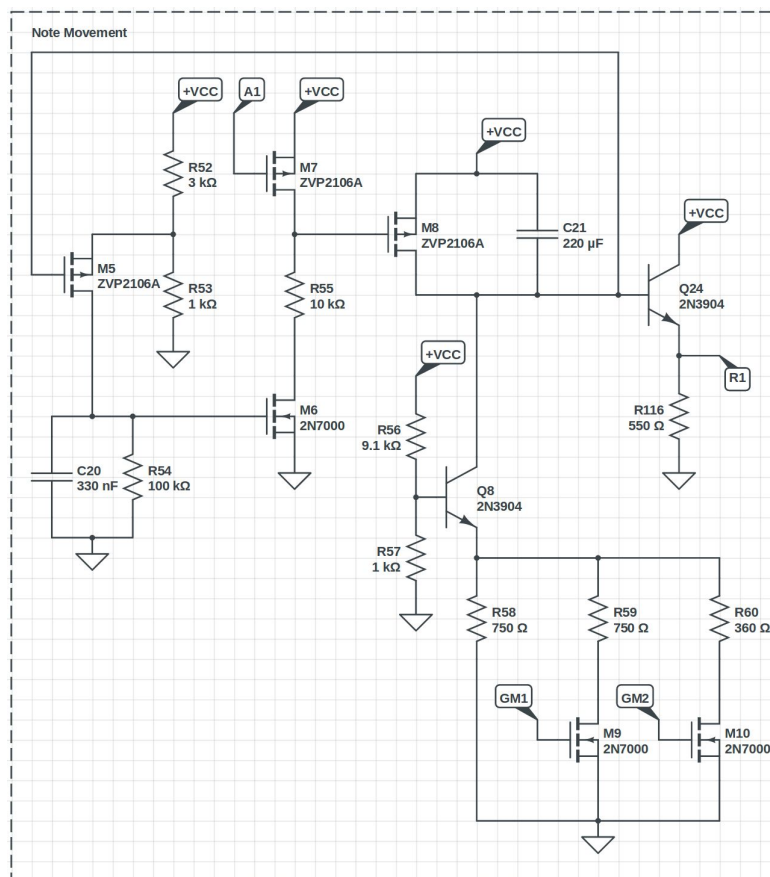 Note Movement
+VCC
A1
+VCC
+VCC
R52
3 kΩ
M7
ZVP2106A
+VCC
M8
ZVP2106A
C21
220 µF
M5
ZVP2106A
R53
1 kΩ
R55
10 kΩ
Q24
2N3904
+VCC
R1
M6
2N7000
R56
9.1 kΩ
R116
550 Ω
C20
330 nF
R54
100 kΩ
Q8
2N3904
R57
1 kΩ
R58
750 Ω
R59
750 Ω
R60
360 Ω
GM1
GM2
M9
2N7000
M10
2N7000